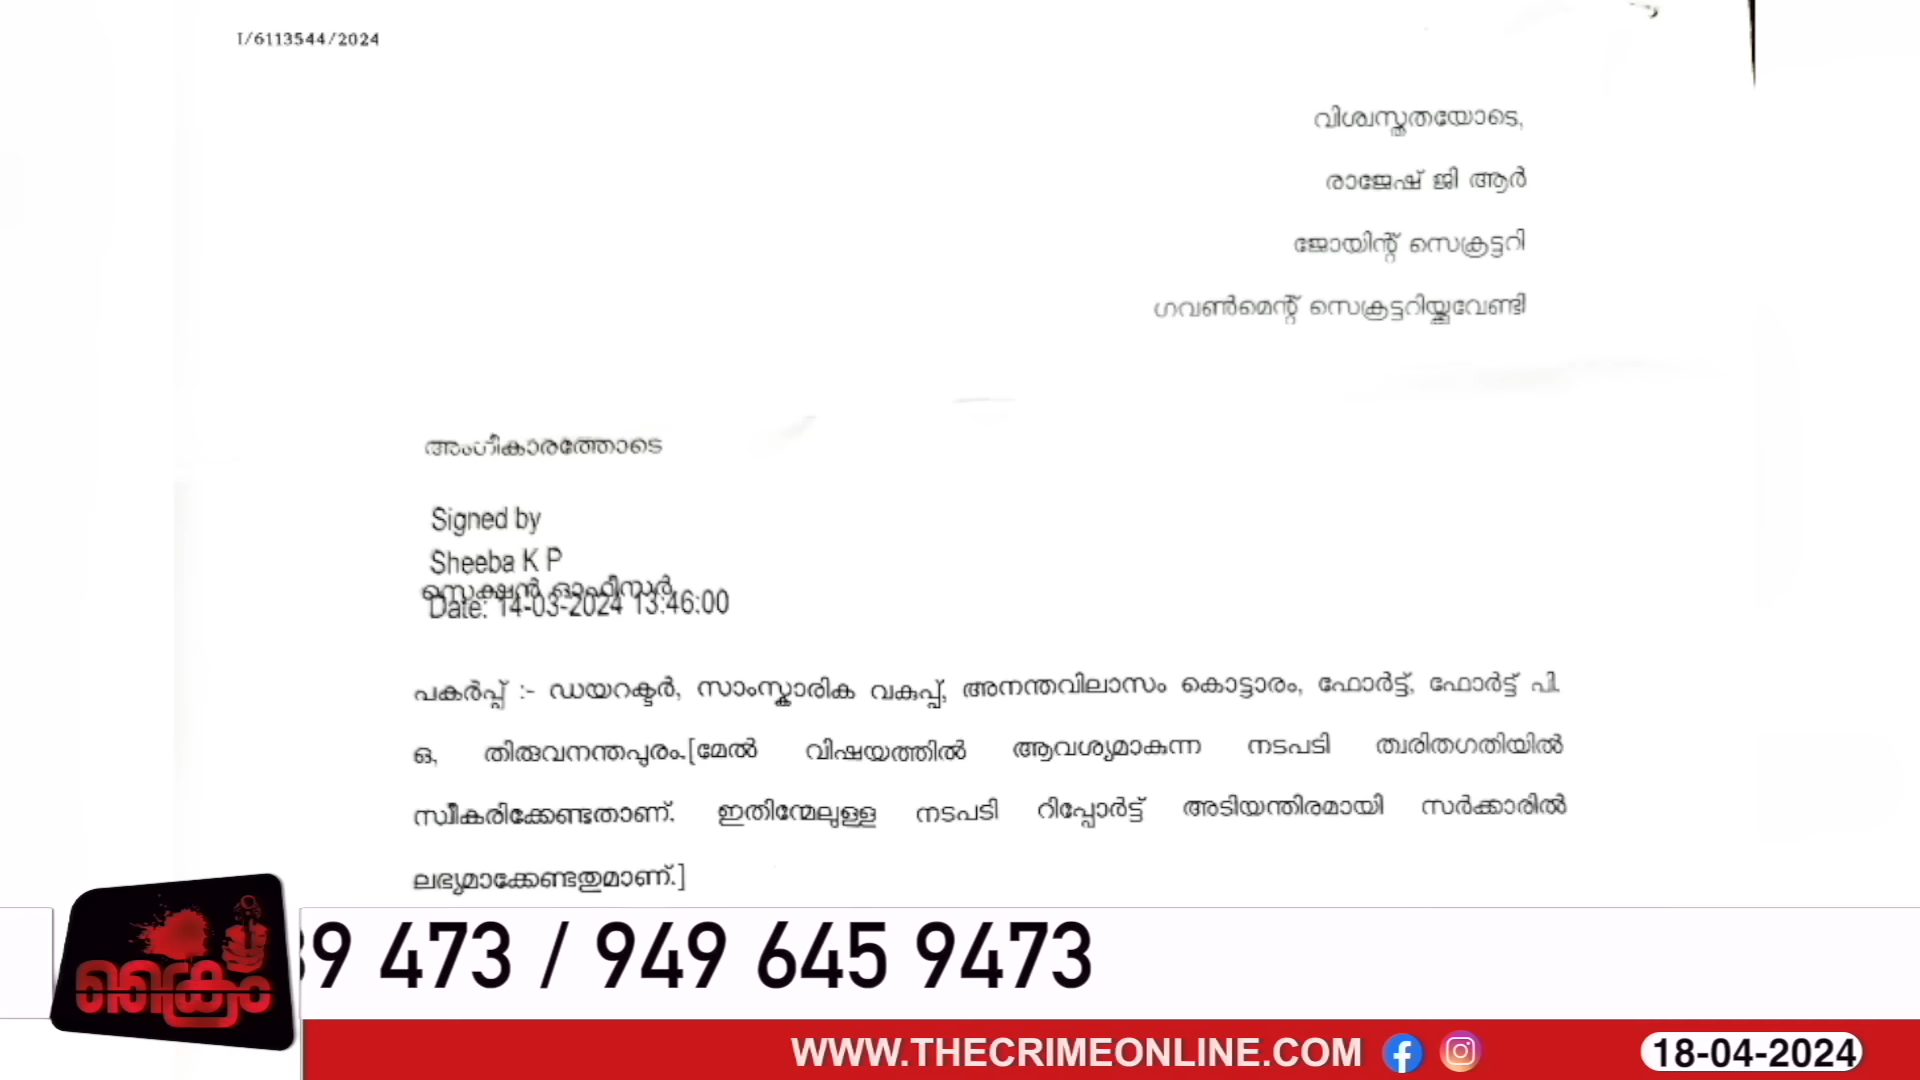 I/6113544/2024
വിശ്വസ്തതയോടെ,
രാജേഷ് ജി ആർ
ജോയിന്റ് സെക്രട്ടറി
ഗവൺമെന്റ് സെക്രട്ടറിയ്ക്കുവേണ്ടി
അംഗീകാരത്തോടെ
Signed by
Sheeba K P
സെക്ഷൻ ഓഫീസർ
Date: 14-03-2024 13:46:00
പകർപ്പ് :- ഡയറക്ടർ, സാംസ്കാരിക വകുപ്പ്, അനന്തവിലാസം കൊട്ടാരം, ഫോർട്ട്, ഫോർട്ട് പി.
ഒ, തിരുവനന്തപുരം.[മേൽ വിഷയത്തിൽ ആവശ്യമാകുന്ന നടപടി ത്വരിതഗതിയിൽ
സ്വീകരിക്കേണ്ടതാണ്. ഇതിന്മേലുള്ള നടപടി റിപ്പോർട്ട് അടിയന്തിരമായി സർക്കാരിൽ
ലഭ്യമാക്കേണ്ടതുമാണ്.]
9 473 / 949 645 9473
ക്രൈം
WWW.THECRIMEONLINE.COM
18-04-2024